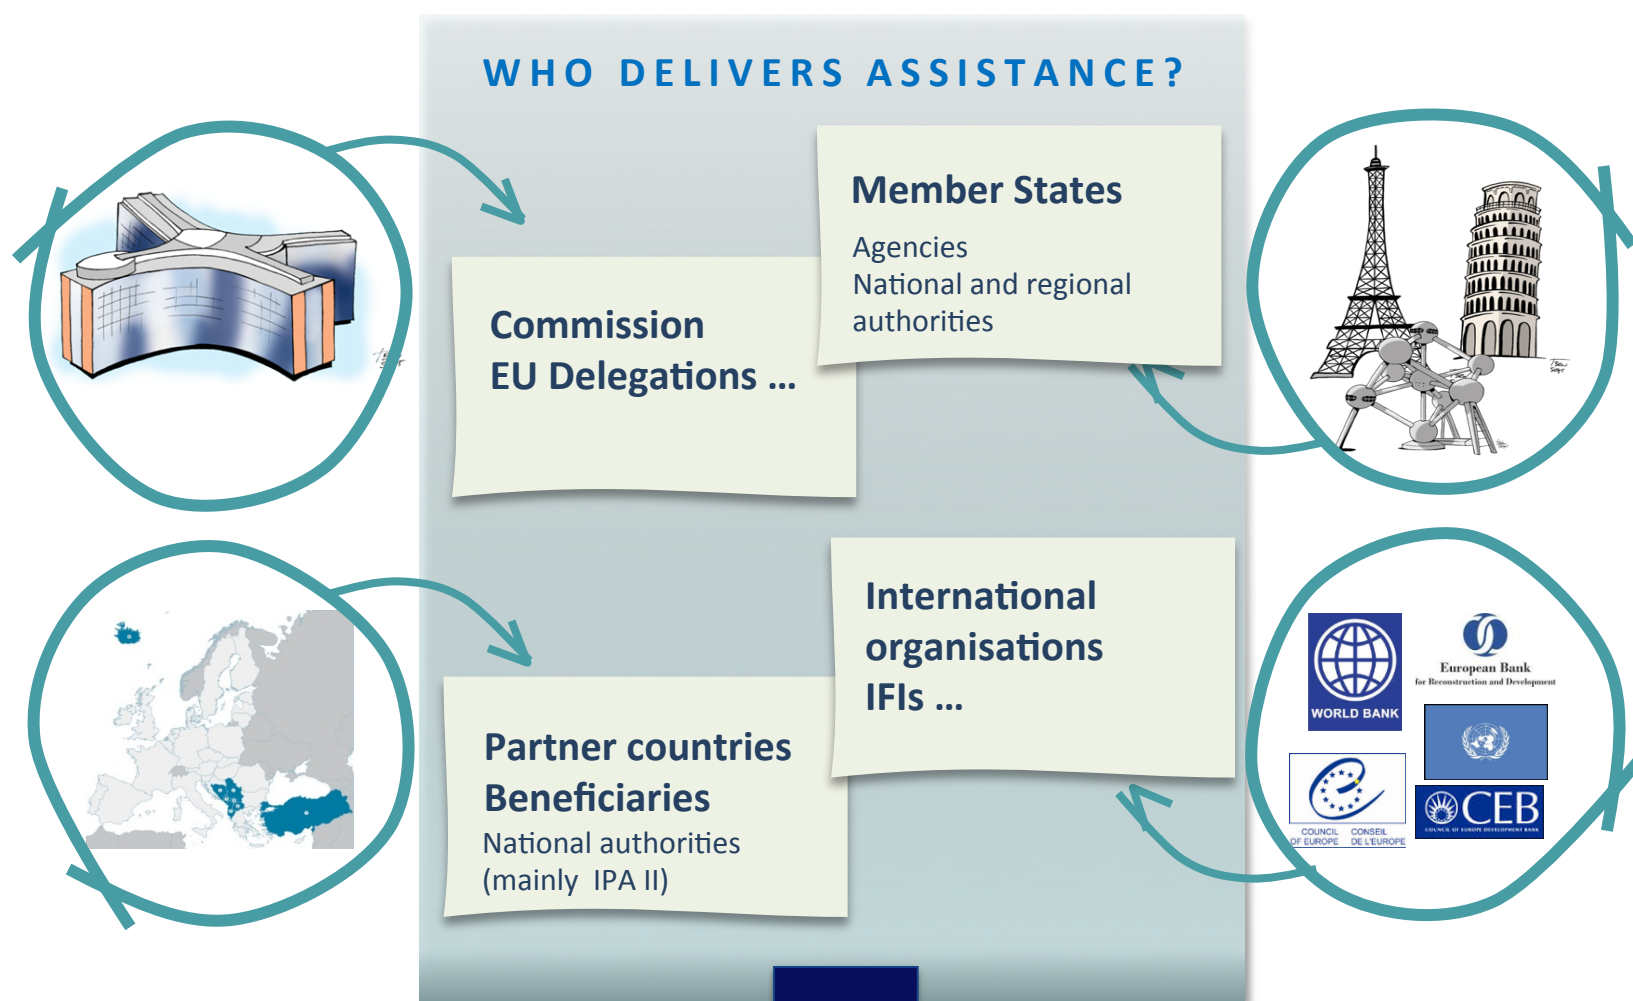 WHO DELIVERS ASSISTANCE?
Member States
Agencies
National and regional
authorities
Commission
EU Delegations ...
International
organisations
IFIs ...
Partner countries
Beneficiaries
National authorities
(mainly IPA II)
WORLD BANK
European Bank
for Reconstruction and Development
COUNCIL
OF EUROPE
CONSEIL
DE L'EUROPE
CEB
COUNCIL OF EUROPE DEVELOPMENT BANK